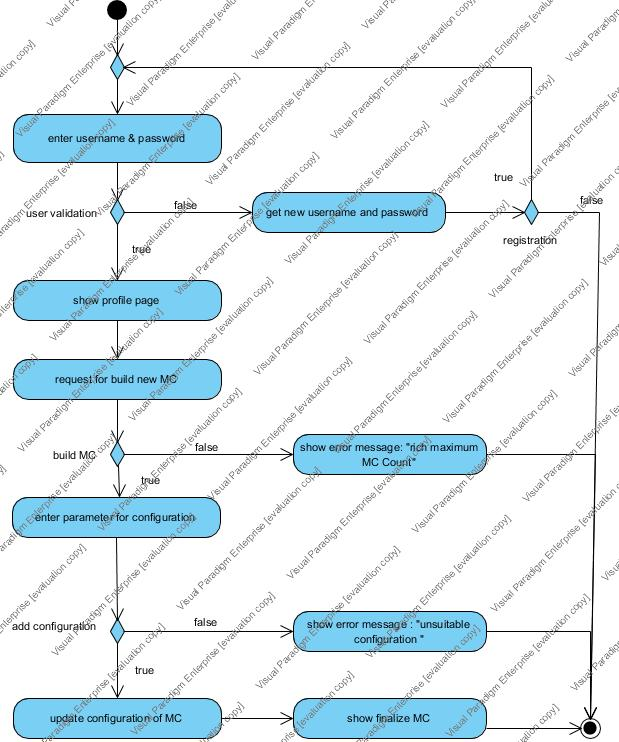 enter username & password
user validation
false
get new username and password
true
registration
false
true
show profile page
request for build new MC
build MC
false
show error message: "rich maximum
MC Count"
true
enter parameter for configuration
add configuration
false
show error message : "unsuitable
configuration "
true
update configuration of MC
show finalize MC
Visual Paradigm Enterprise [evaluation copy]